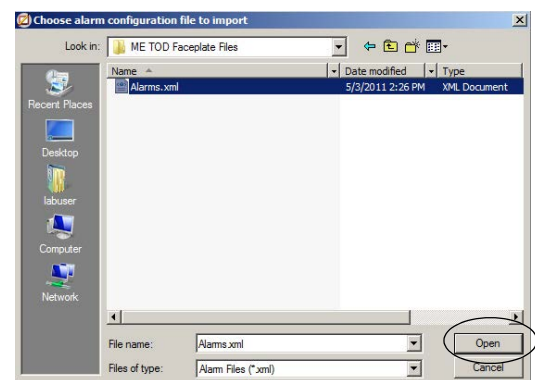 Choose alarm configuration file to import
Look in:
ME TOD Faceplate Files
Name
Date modified
Type
Alarms.xml
5/3/2011 2:26 PM
XML Document
Recent Places
Desktop
labuser
Computer
Network
File name:
Alarms.xml
Open
Files of type:
Alarm Files (*.xml)
Cancel